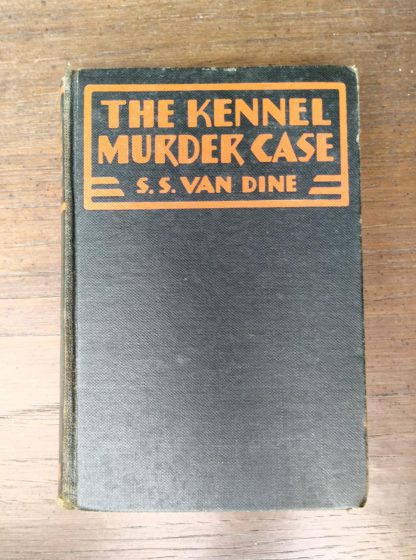 THE KENNEL
MURDER CASE
S. S. VAN DINE